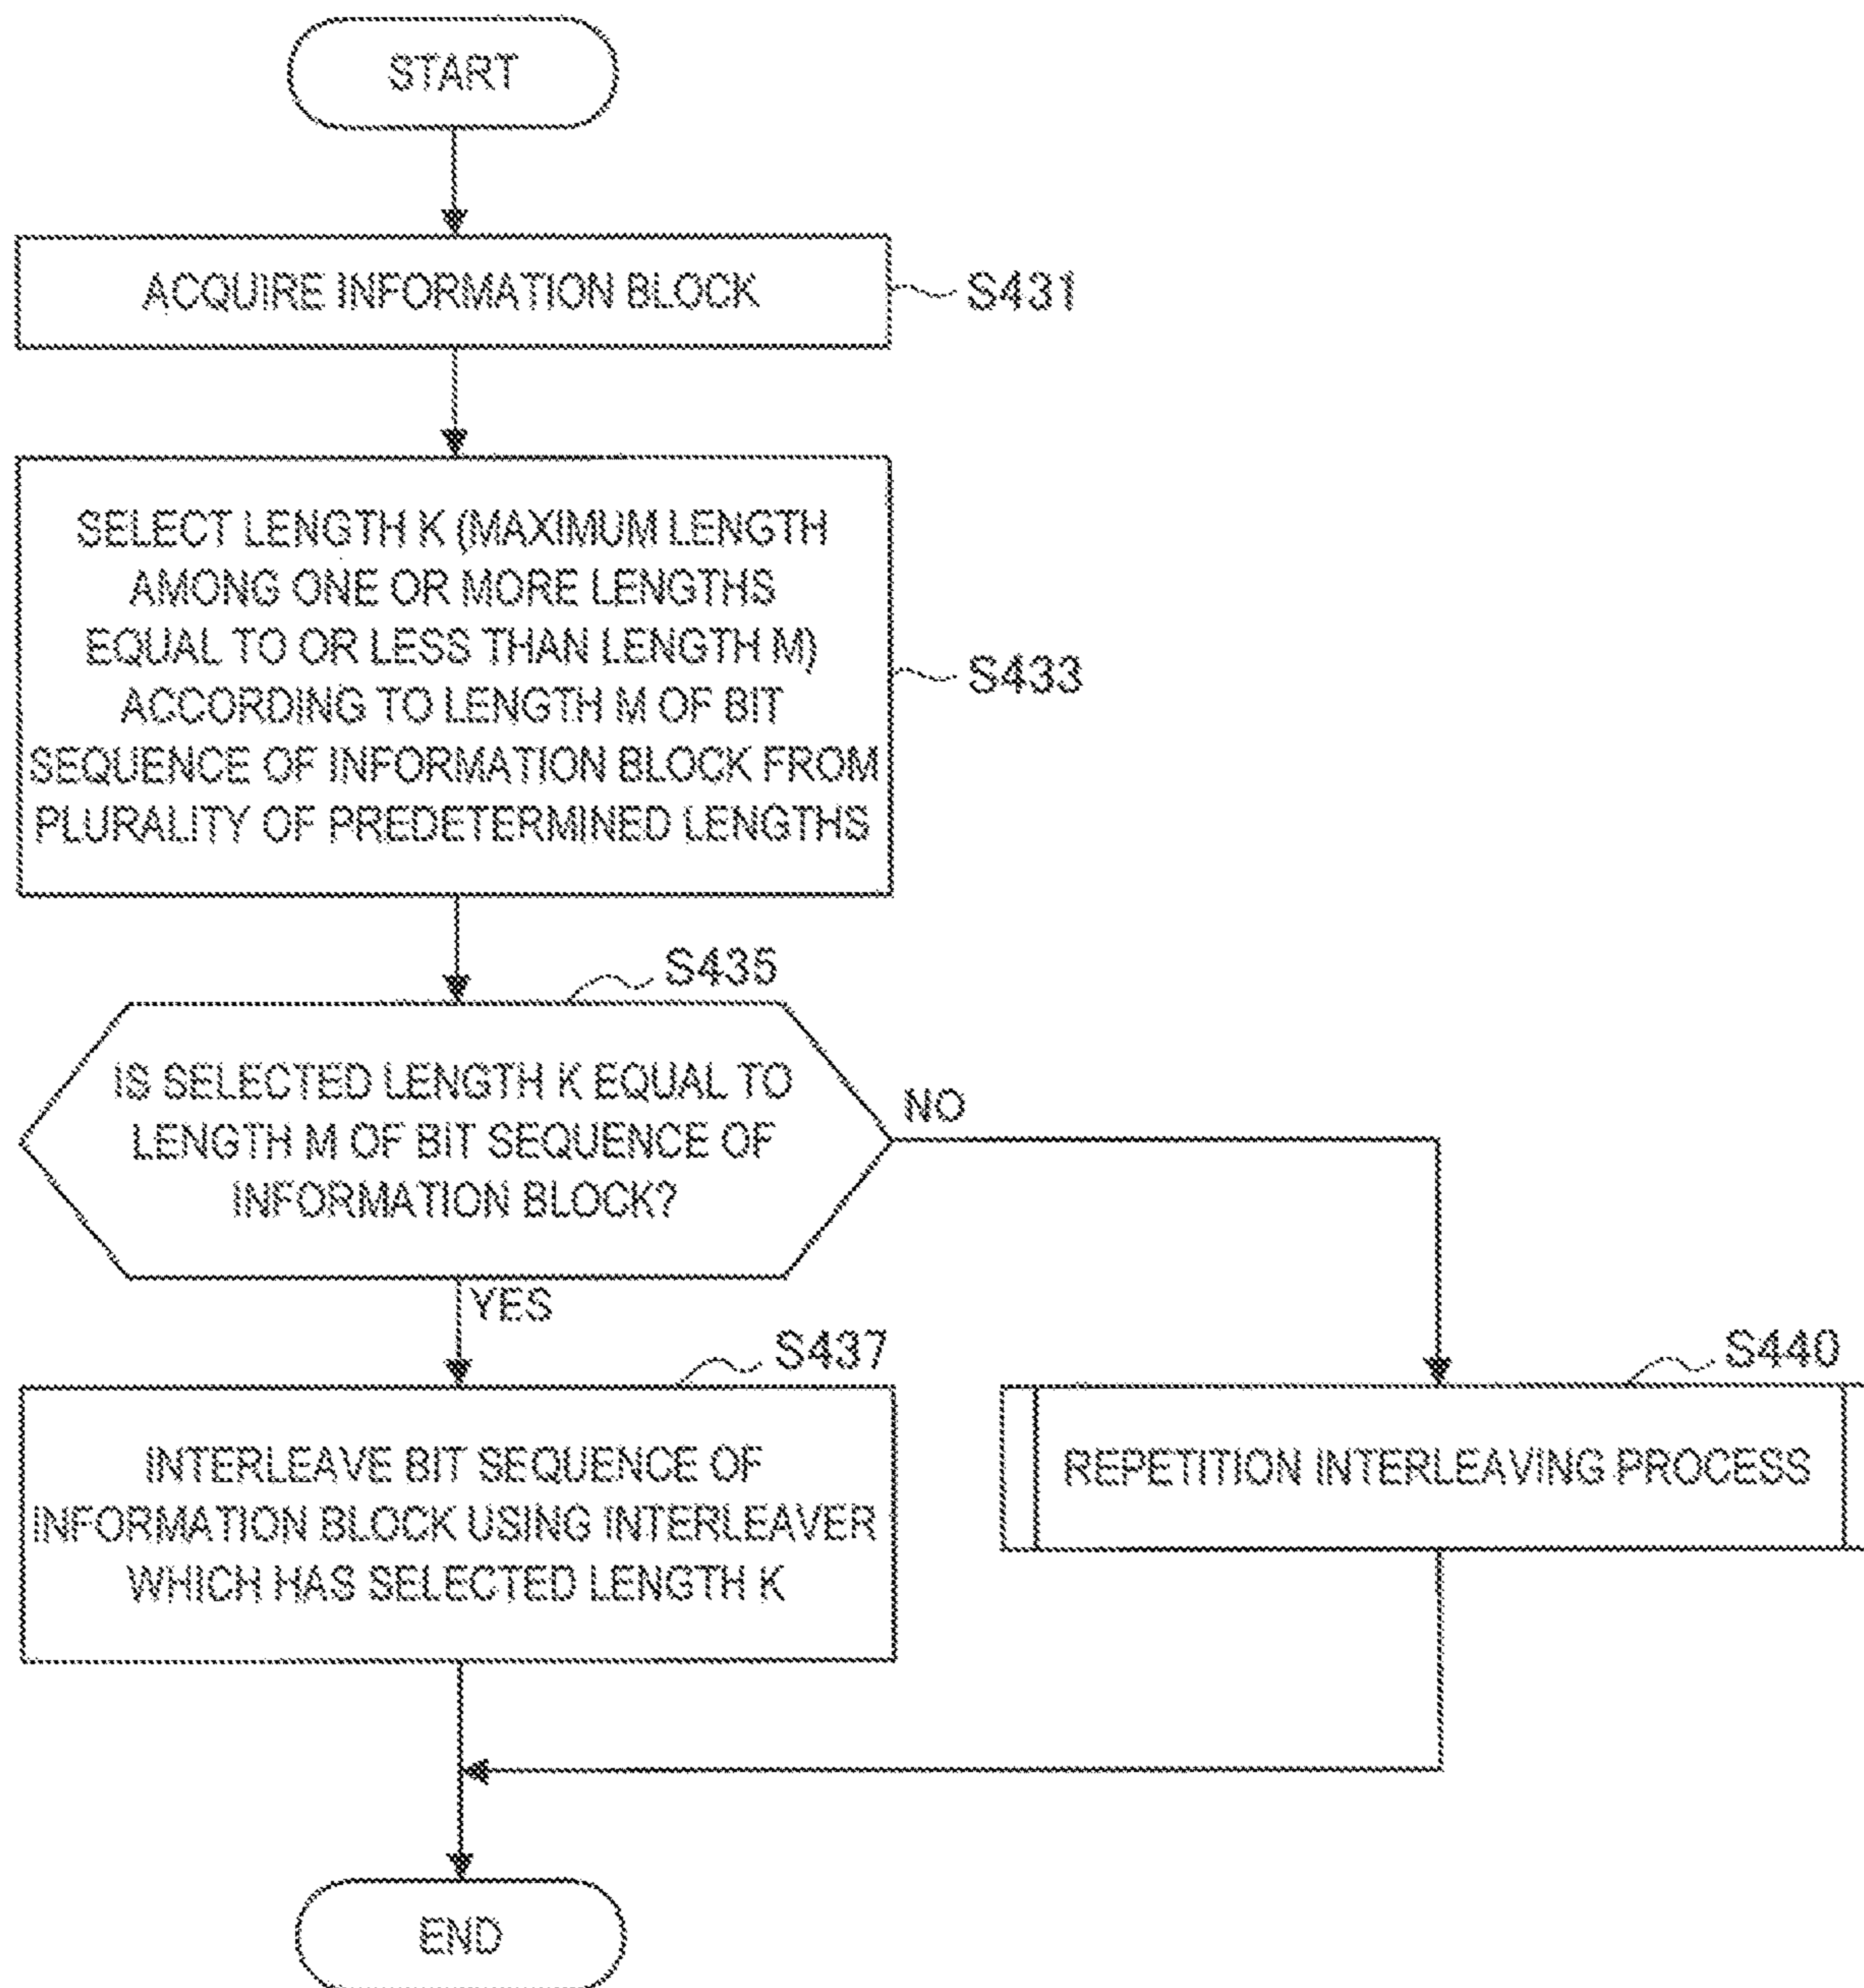 START
ACQUIRE INFORMATION BLOCK
S431
SELECT LENGTH K (MAXIMUM LENGTH
AMONG ONE OR MORE LENGTHS
EQUAL TO OR LESS THAN LENGTH M)
ACCORDING TO LENGTH M OF BIT
SEQUENCE OF INFORMATION BLOCK FROM
PLURALITY OF PREDETERMINED LENGTHS
S433
S435
IS SELECTED LENGTH K EQUAL TO
LENGTH M OF BIT SEQUENCE OF
INFORMATION BLOCK?
NO
YES
S437
INTERLEAVE BIT SEQUENCE OF
INFORMATION BLOCK USING INTERLEAVER
WHICH HAS SELECTED LENGTH K
S440
REPETITION INTERLEAVING PROCESS
END